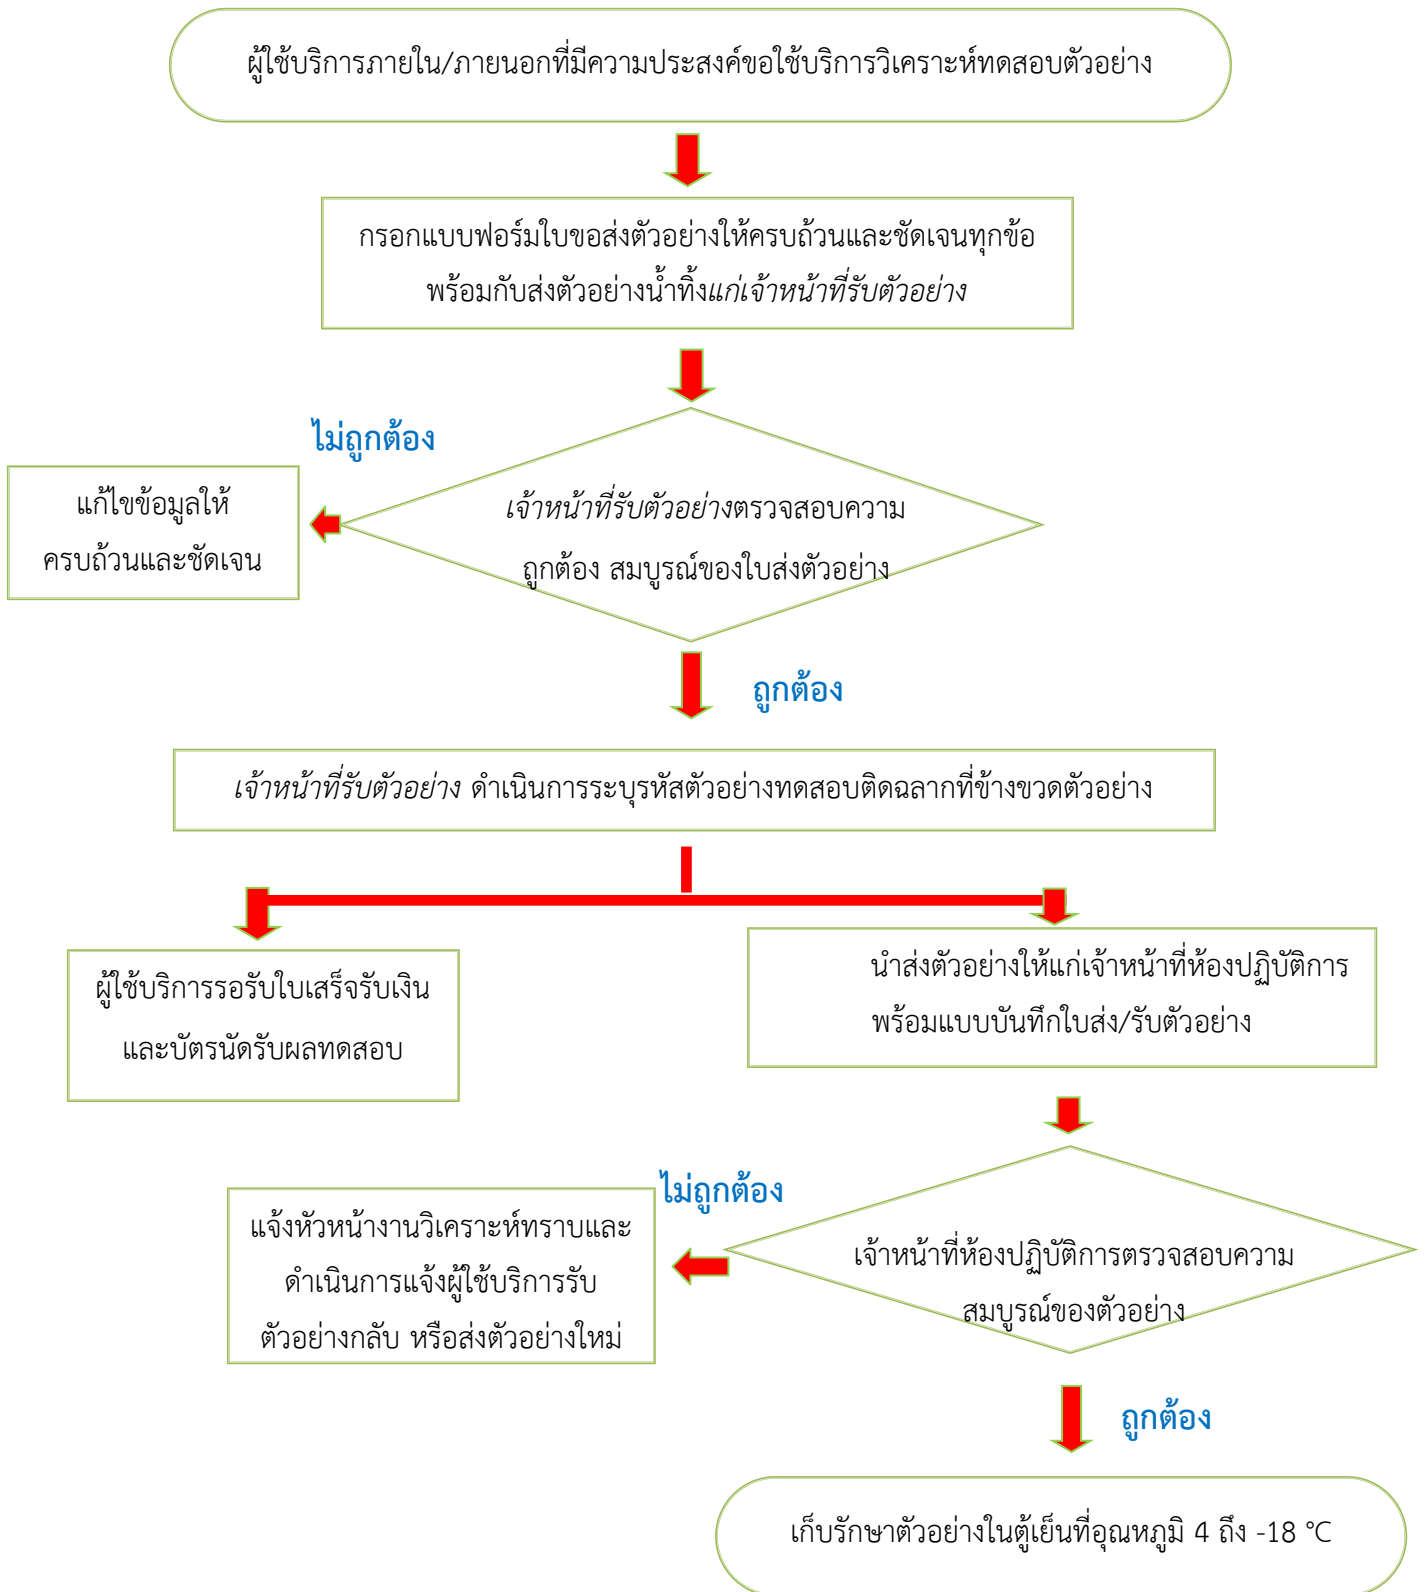 ผู้ใช้บริการภายใน/ภายนอกที่มีความประสงค์ขอใช้บริการวิเคราะห์ทดสอบตัวอย่าง
กรอกแบบฟอร์มใบขอส่งตัวอย่างให้ครบถ้วนและชัดเจนทุกข้อ
พร้อมกับส่งตัวอย่างน้ำทิ้งแก่เจ้าหน้าที่รับตัวอย่าง
ไม่ถูกต้อง
แก้ไขข้อมูลให้
ครบถ้วนและชัดเจน
เจ้าหน้าที่รับตัวอย่างตรวจสอบความ
ถูกต้อง สมบูรณ์ของใบส่งตัวอย่าง
ถูกต้อง
เจ้าหน้าที่รับตัวอย่าง ดำเนินการระบุรหัสตัวอย่างทดสอบติดฉลากที่ข้างขวดตัวอย่าง
ผู้ใช้บริการรอรับใบเสร็จรับเงิน
และบัตรนัดรับผลทดสอบ
นำส่งตัวอย่างให้แก่เจ้าหน้าที่ห้องปฏิบัติการ
พร้อมแบบบันทึกใบส่ง/รับตัวอย่าง
ไม่ถูกต้อง
แจ้งหัวหน้างานวิเคราะห์ทราบและ
ดำเนินการแจ้งผู้ใช้บริการรับ
ตัวอย่างกลับ หรือส่งตัวอย่างใหม่
เจ้าหน้าที่ห้องปฏิบัติการตรวจสอบความ
สมบูรณ์ของตัวอย่าง
ถูกต้อง
เก็บรักษาตัวอย่างในตู้เย็นที่อุณหภูมิ 4 ถึง -18 °C